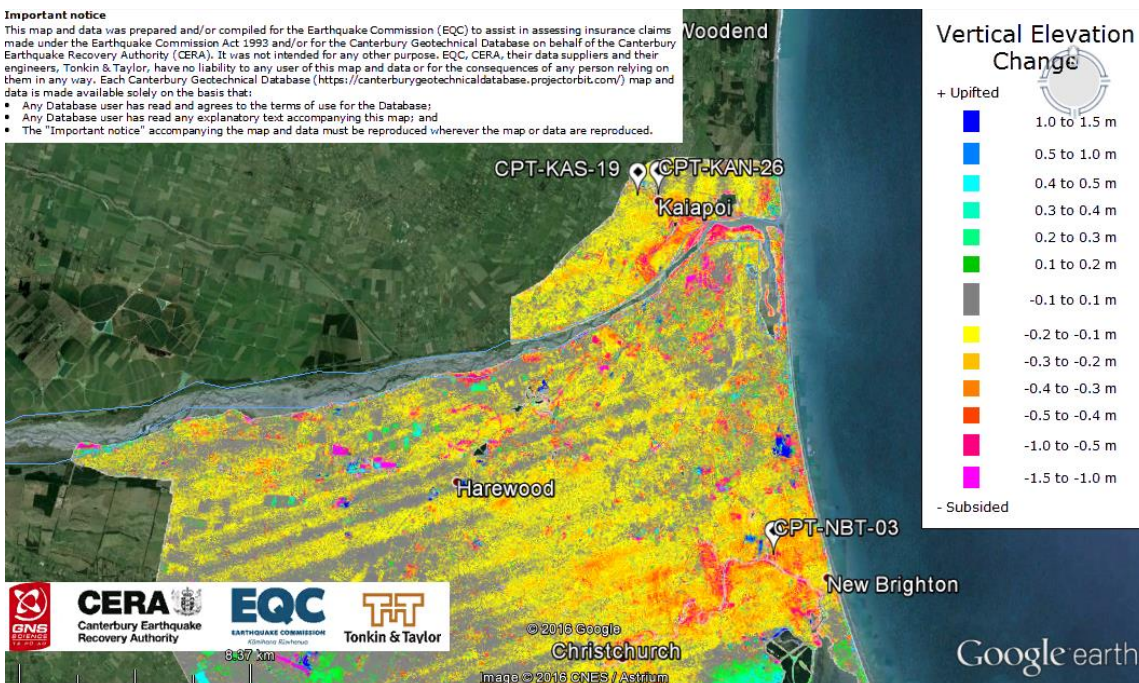 Important notice
This map and data was prepared and/or compiled for the Earthquake Commission (EQC) to assist in assessing insurance claims
made under the Earthquake Commission Act 1993 and/or for the Canterbury Geotechnical Database on behalf of the Canterbury
Earthquake Recovery Authority (CERA). It was not intended for any other purpose. EQC, CERA, their data suppliers and their
engineers, Tonkin & Taylor, have no liability to any user of this map and data or for the consequences of any person relying on
them in any way. Each Canterbury Geotechnical Database (https://canterburygeotechnicaldatabase.projectorbit.com/) map and
data is made available solely on the basis that:
• Any Database user has read and agrees to the terms of use for the Database;
• Any Database user has read any explanatory text accompanying this map; and
• The "Important notice" accompanying the map and data must be reproduced wherever the map or data are reproduced.
Woodend
CPT-KAS-19
CPT-KAN-26
Kaiapoi
Harewood
CPT-NBT-03
New Brighton
Christchurch
Vertical Elevation
Change
+ Upifted
1.0 to 1.5 m
0.5 to 1.0 m
0.4 to 0.5 m
0.3 to 0.4 m
0.2 to 0.3 m
0.1 to 0.2 m
-0.1 to 0.1 m
-0.2 to -0.1 m
-0.3 to -0.2 m
-0.4 to -0.3 m
-0.5 to -0.4 m
-1.0 to -0.5 m
-1.5 to -1.0 m
- Subsided
GNS
SCIENCE
TE PŪ AO
CERA
Canterbury Earthquake
Recovery Authority
EQC
EARTHQUAKE COMMISSION
Kōmihana Rūwhenua
T+T
Tonkin & Taylor
8.37 km
© 2016 Google
Image © 2016 CNES / Astrium
Google earth